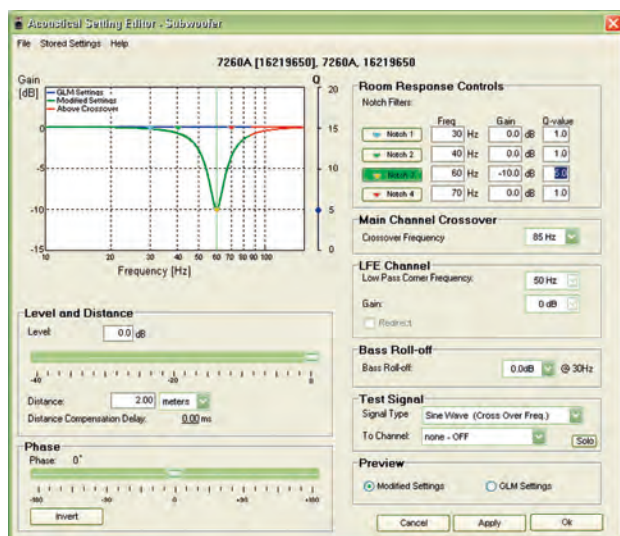 Acoustical Setting Editor - Subwoofer
File Stored Settings Help
7260A [16219650], 7260A, 16219650
Gain
[dB]
Q
GLM Settings
Modified Settings
Above Crossover
0
-5
-10
-15
20
15
10
5
0
10 20 30 40 50 60 70 80 90 100
Frequency [Hz]
Room Response Controls
Notch Filters:
Freq Gain Q-value
Notch 1 30 Hz 0.0 dB 1.0
Notch 2 40 Hz 0.0 dB 1.0
Notch 3 60 Hz -10.0 dB 5.0
Notch 4 70 Hz 0.0 dB 1.0
Main Channel Crossover
Crossover Frequency 85 Hz
LFE Channel
Low Pass Corner Frequency: 50 Hz
Gain: 0 dB
Redirect
Bass Roll-off
Bass Roll-off: 0.0dB @ 30Hz
Test Signal
Signal Type Sine Wave (Cross Over Freq.)
To Channel: none - OFF Solo
Preview
Modified Settings GLM Settings
Cancel Apply Ok
Level and Distance
Level: 0.0 dB
-40 -20 0
Distance: 2.00 meters
Distance Compensation Delay: 0.00 ms
Phase
Phase: 0°
-180 -90 0 +90 +180
Invert